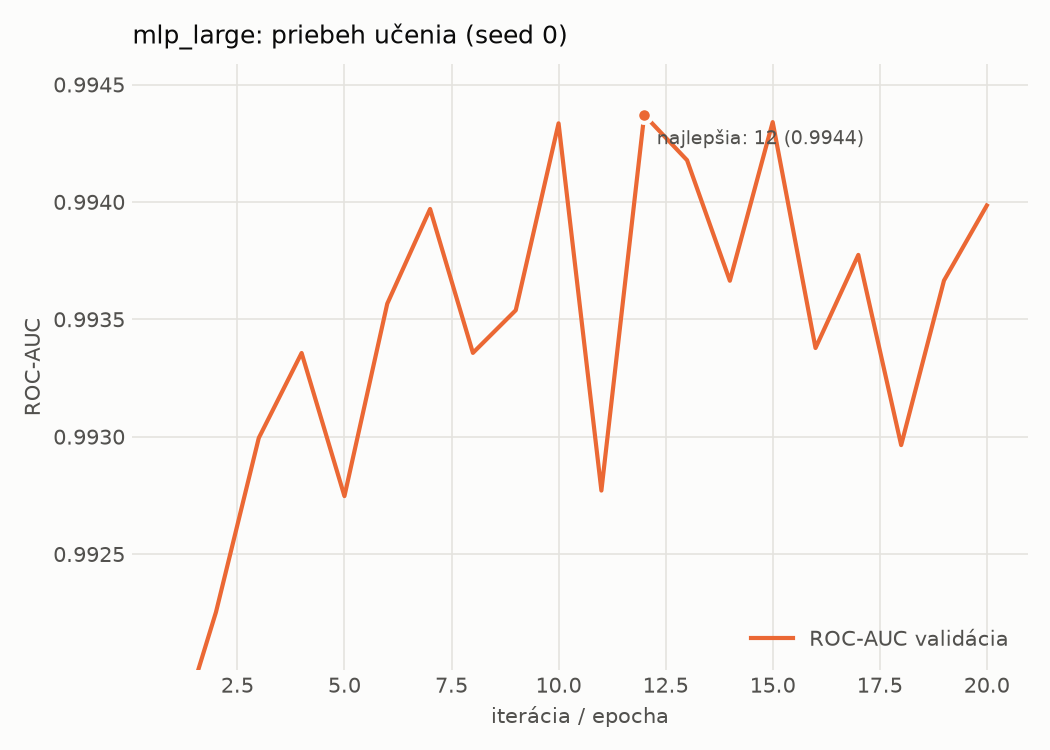 mlp_large: priebeh učenia (seed 0)
0.9945
najlepšia: 12 (0.9944)
0.9940
0.9935
0.9930
0.9925
ROC-AUC
ROC-AUC validácia
2.5 5.0 7.5 10.0 12.5 15.0 17.5 20.0
iterácia / epocha